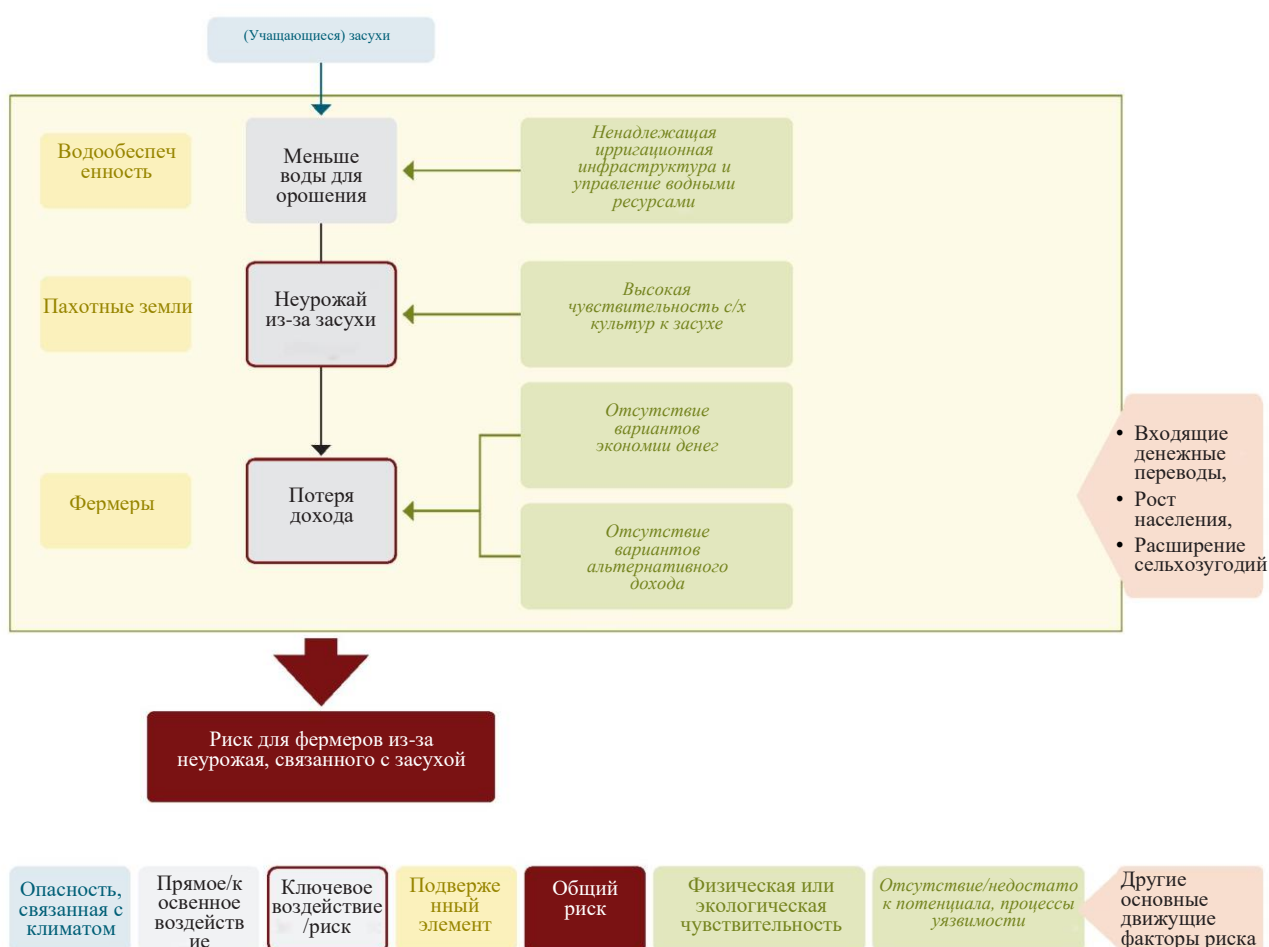 (Учащающиеся) засухи
Водообеспеч
енность
Меньше
воды для
орошения
Ненадлежащая
ирригационная
инфраструктура и
управление водными
ресурсами
Пахотные земли
Неурожай
из-за засухи
Высокая
чувствительность с/х
культур к засухе
Отсутствие
вариантов
экономии денег
Фермеры
Потеря
дохода
Отсутствие
вариантов
альтернативного
дохода
• Входящие
денежные
переводы,
• Рост
населения,
• Расширение
сельхозугодий
Риск для фермеров из-за
неурожая, связанного с засухой
Опасность,
связанная с
климатом
Прямое/к
освенное
воздейств
ие
Ключевое
воздействие
/риск
Подверже
нный
элемент
Общий
риск
Физическая или
экологическая
чувствительность
Отсутствие/недостато
к потенциала, процессы
уязвимости
Другие
основные
движущие
факторы риска